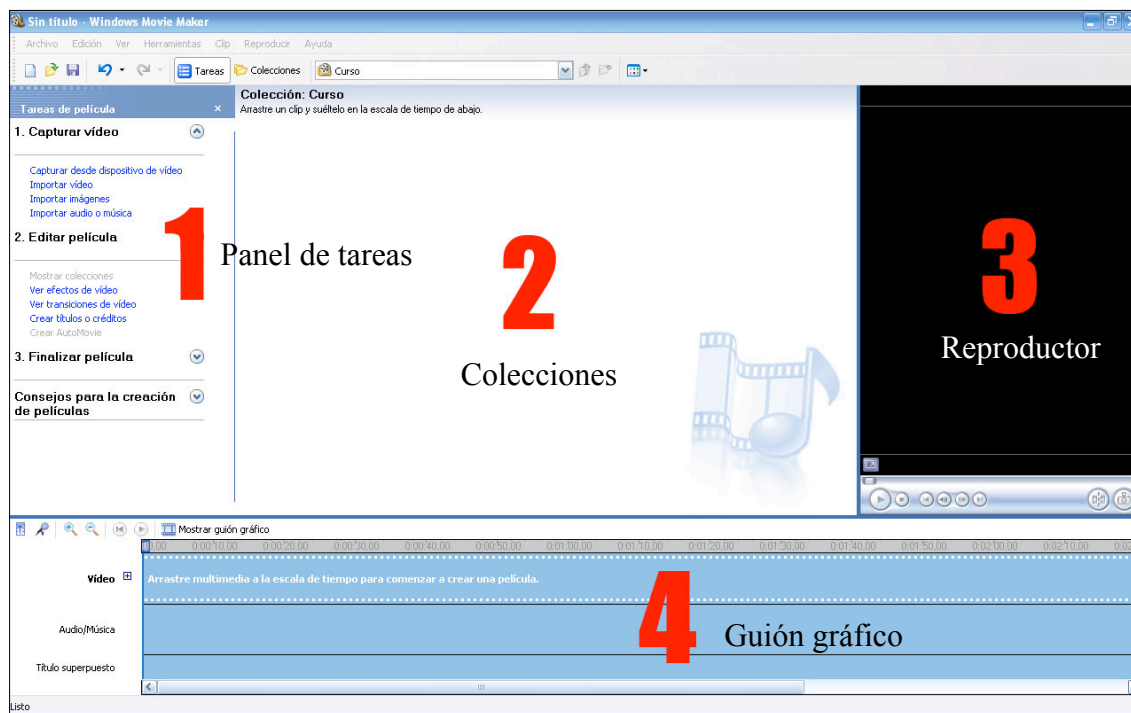 Sin título - Windows Movie Maker
Archivo Edición Ver Herramientas Clip Reproducir Ayuda
Tareas Colecciones Curso
Tareas de película ×
Colección: Curso
Arrastre un clip y suéltelo en la escala de tiempo de abajo.
1. Capturar vídeo
Capturar desde dispositivo de vídeo
Importar vídeo
Importar imágenes
Importar audio o música
2. Editar película
Mostrar colecciones
Ver efectos de vídeo
Ver transiciones de vídeo
Crear títulos o créditos
Crear AutoMovie
3. Finalizar película
Consejos para la creación
de películas
1
Panel de tareas
2
Colecciones
3
Reproductor
Mostrar guión gráfico
0:00:10,00 0:00:20,00 0:00:30,00 0:00:40,00 0:00:50,00 0:01:00,00 0:01:10,00 0:01:20,00 0:01:30,00 0:01:40,00 0:01:50,00 0:02:00,00 0:02:10,00
Vídeo
Arrastre multimedia a la escala de tiempo para comenzar a crear una película.
Audio/Música
Título superpuesto
4
Guión gráfico
Listo